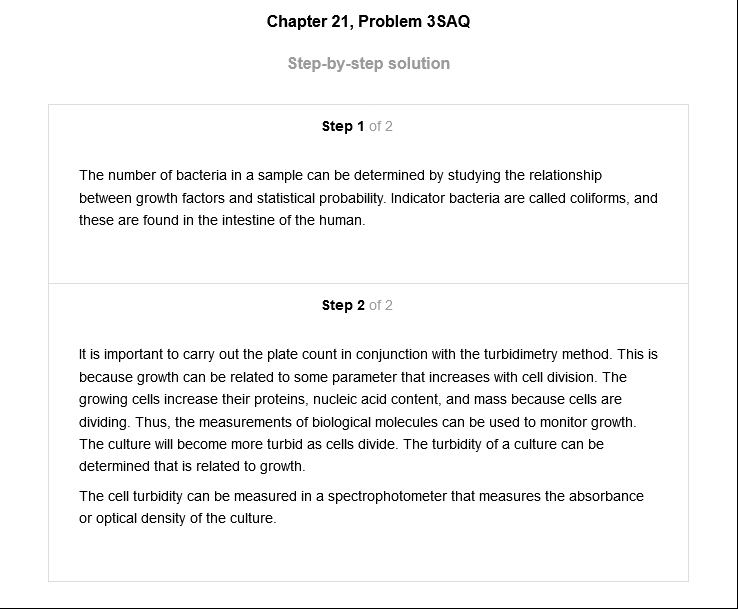 Chapter 21, Problem 3SAQ
Step-by-step solution
Step 1 of 2
The number of bacteria in a sample can be determined by studying the relationship
between growth factors and statistical probability. Indicator bacteria are called coliforms, and
these are found in the intestine of the human.
Step 2 of 2
It is important to carry out the plate count in conjunction with the turbidimetry method. This is
because growth can be related to some parameter that increases with cell division. The
growing cells increase their proteins, nucleic acid content, and mass because cells are
dividing. Thus, the measurements of biological molecules can be used to monitor growth.
The culture will become more turbid as cells divide. The turbidity of a culture can be
determined that is related to growth.
The cell turbidity can be measured in a spectrophotometer that measures the absorbance
or optical density of the culture.